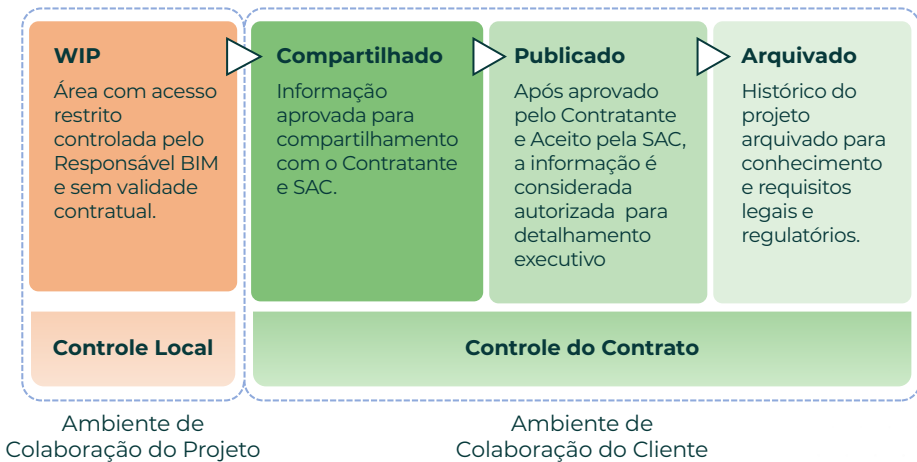 WIP
Área com acesso
restrito
controlada pelo
Responsável BIM
e sem validade
contratual.
Compartilhado
Informação
aprovada para
compartilhamento
com o Contratante
e SAC.
Publicado
Após aprovado
pelo Contratante
e Aceito pela SAC,
a informação é
considerada
autorizada para
detalhamento
executivo
Arquivado
Histórico do
projeto
arquivado para
conhecimento
e requisitos
legais e
regulatórios.
Controle Local
Controle do Contrato
Ambiente de
Colaboração do Projeto
Ambiente de
Colaboração do Cliente